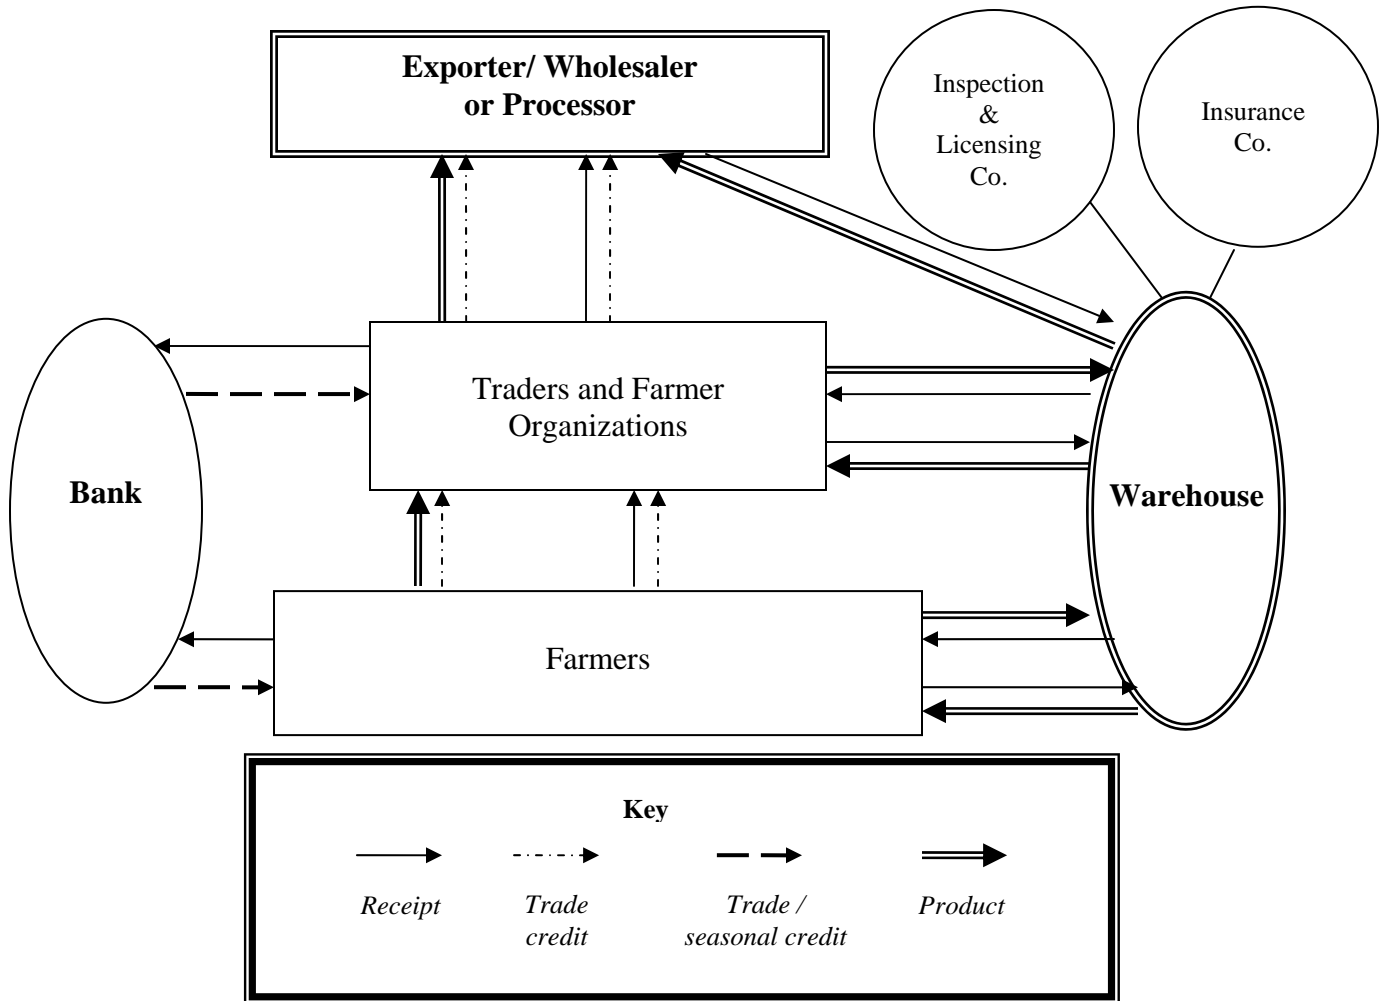 Exporter/ Wholesaler
or Processor
Inspection
&
Licensing
Co.
Insurance
Co.
Traders and Farmer
Organizations
Bank
Warehouse
Farmers
Key
Receipt
Trade
credit
Trade /
seasonal credit
Product